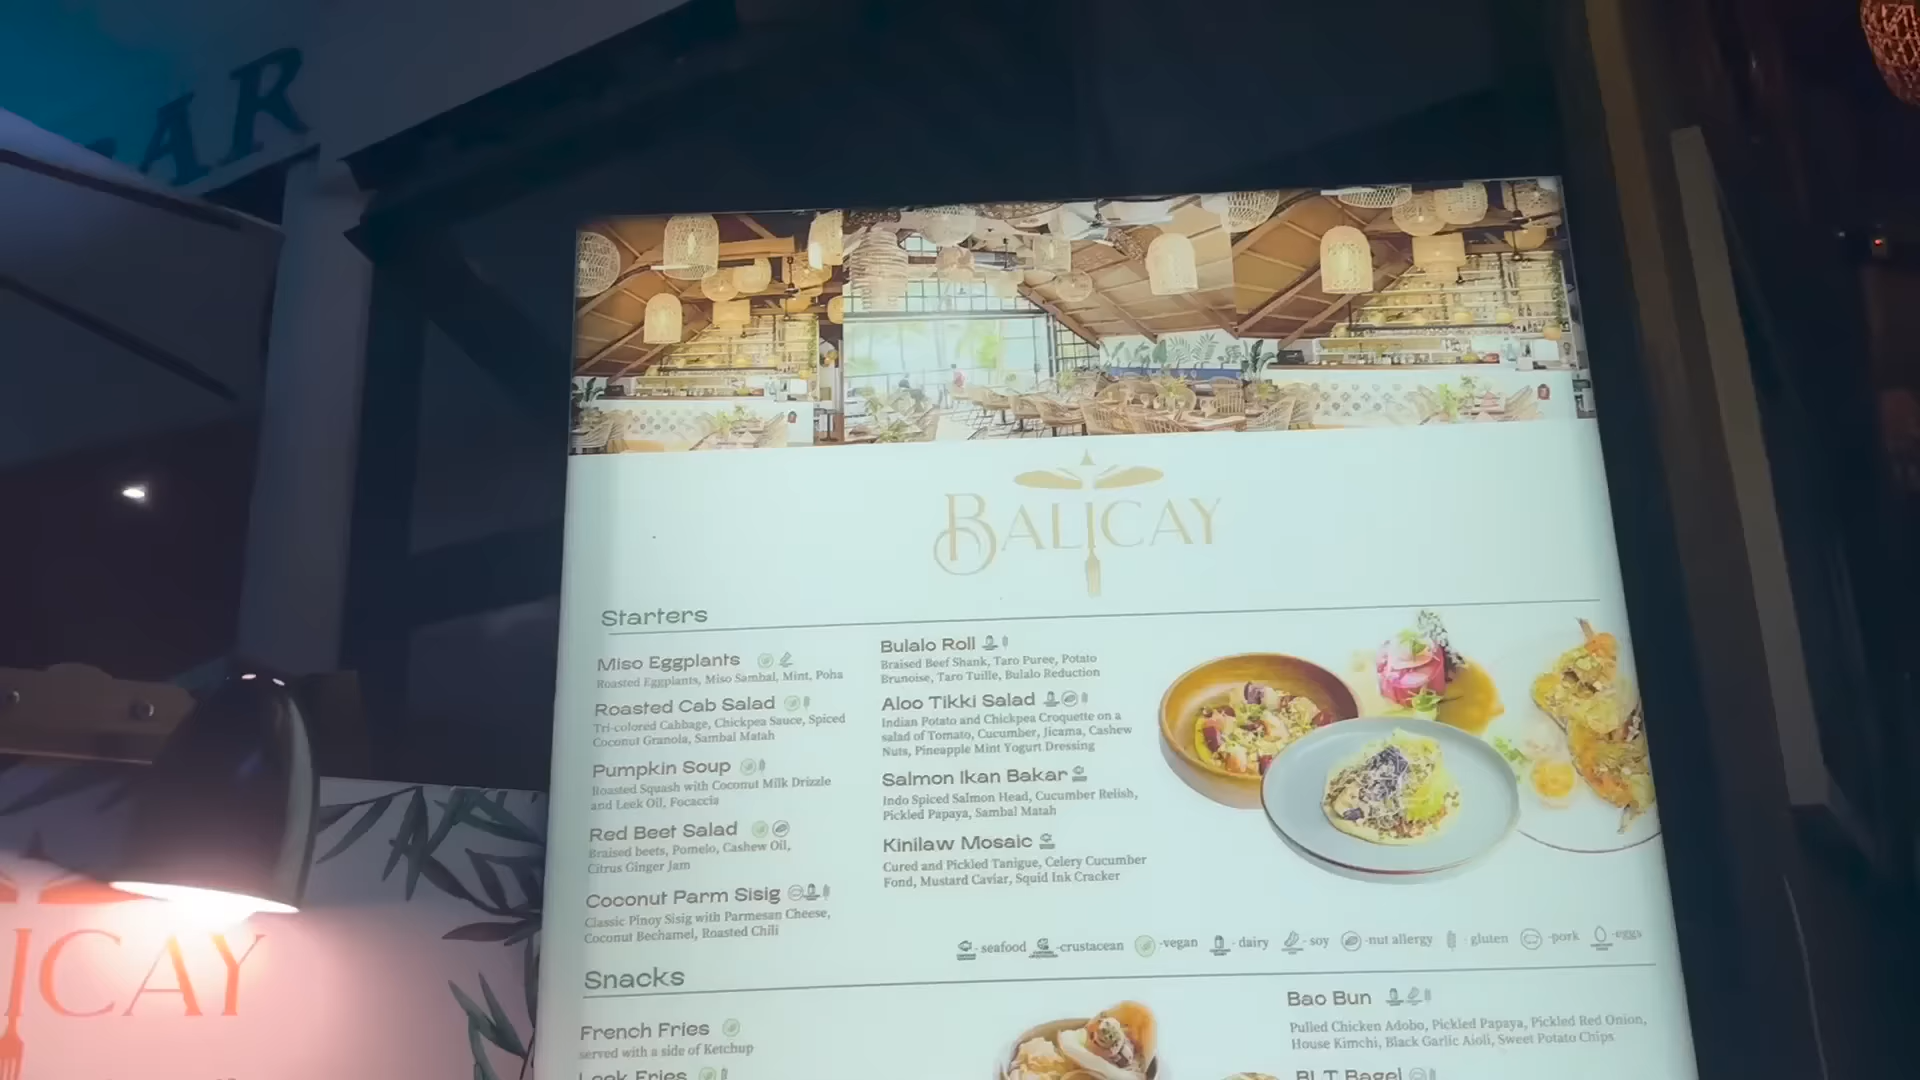 AR
BALICAY
Starters
Miso Eggplants
Roasted Eggplants, Miso Sambal, Mint, Poha
Roasted Cab Salad
Tri-colored Cabbage, Chickpea Sauce, Spiced
Coconut Granola, Sambal Matah
Pumpkin Soup
Roasted Squash with Coconut Milk Drizzle
and Leek Oil, Focaccia
Red Beet Salad
Braised beets, Pomelo, Cashew Oil,
Citrus Ginger Jam
Coconut Parm Sisig
Classic Pinoy Sisig with Parmesan Cheese,
Coconut Bechamel, Roasted Chili
Bulalo Roll
Braised Beef Shank, Taro Puree, Potato
Brunoise, Taro Tuille, Bulalo Reduction
Aloo Tikki Salad
Indian Potato and Chickpea Croquette on a
salad of Tomato, Cucumber, Jicama, Cashew
Nuts, Pineapple Mint Yogurt Dressing
Salmon Ikan Bakar
Indo Spiced Salmon Head, Cucumber Relish,
Pickled Papaya, Sambal Matah
Kinilaw Mosaic
Cured and Pickled Tanigue, Celery Cucumber
Fond, Mustard Caviar, Squid Ink Cracker
- seafood -crustacean -vegan - dairy - soy -nut allergy - gluten -pork -eggs
Snacks
French Fries
served with a side of Ketchup
Fries
Bao Bun
Pulled Chicken Adobo, Pickled Papaya, Pickled Red Onion,
House Kimchi, Black Garlic Aioli, Sweet Potato Chips
BLT Bagel
ICAY